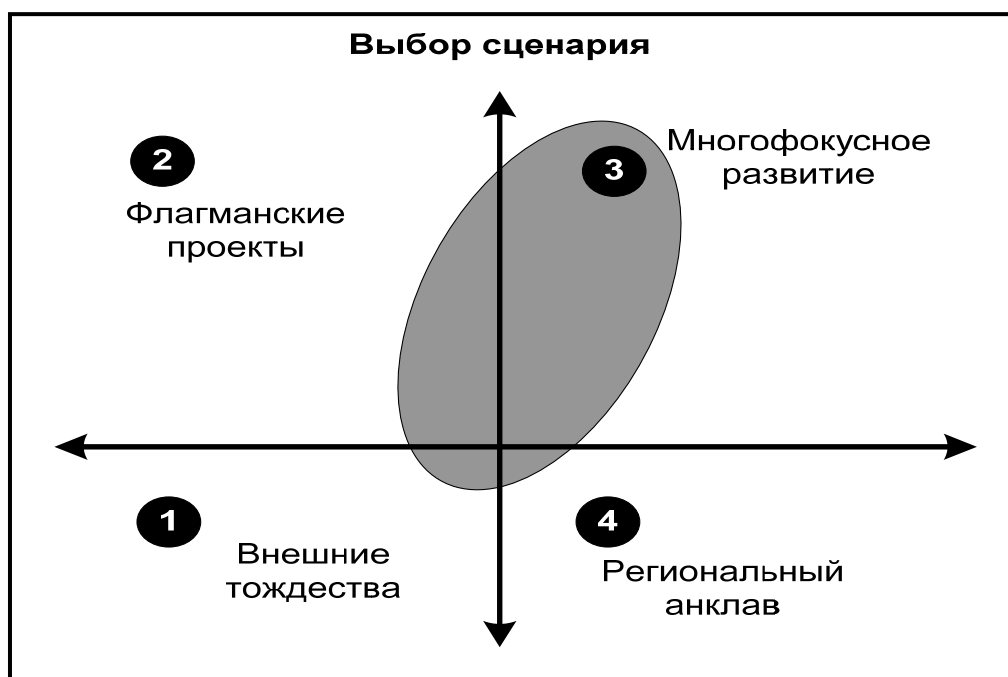 Выбор сценария
2
Флагманские
проекты
3
Многофокусное
развитие
1
Внешние
тождества
4
Региональный
анклав